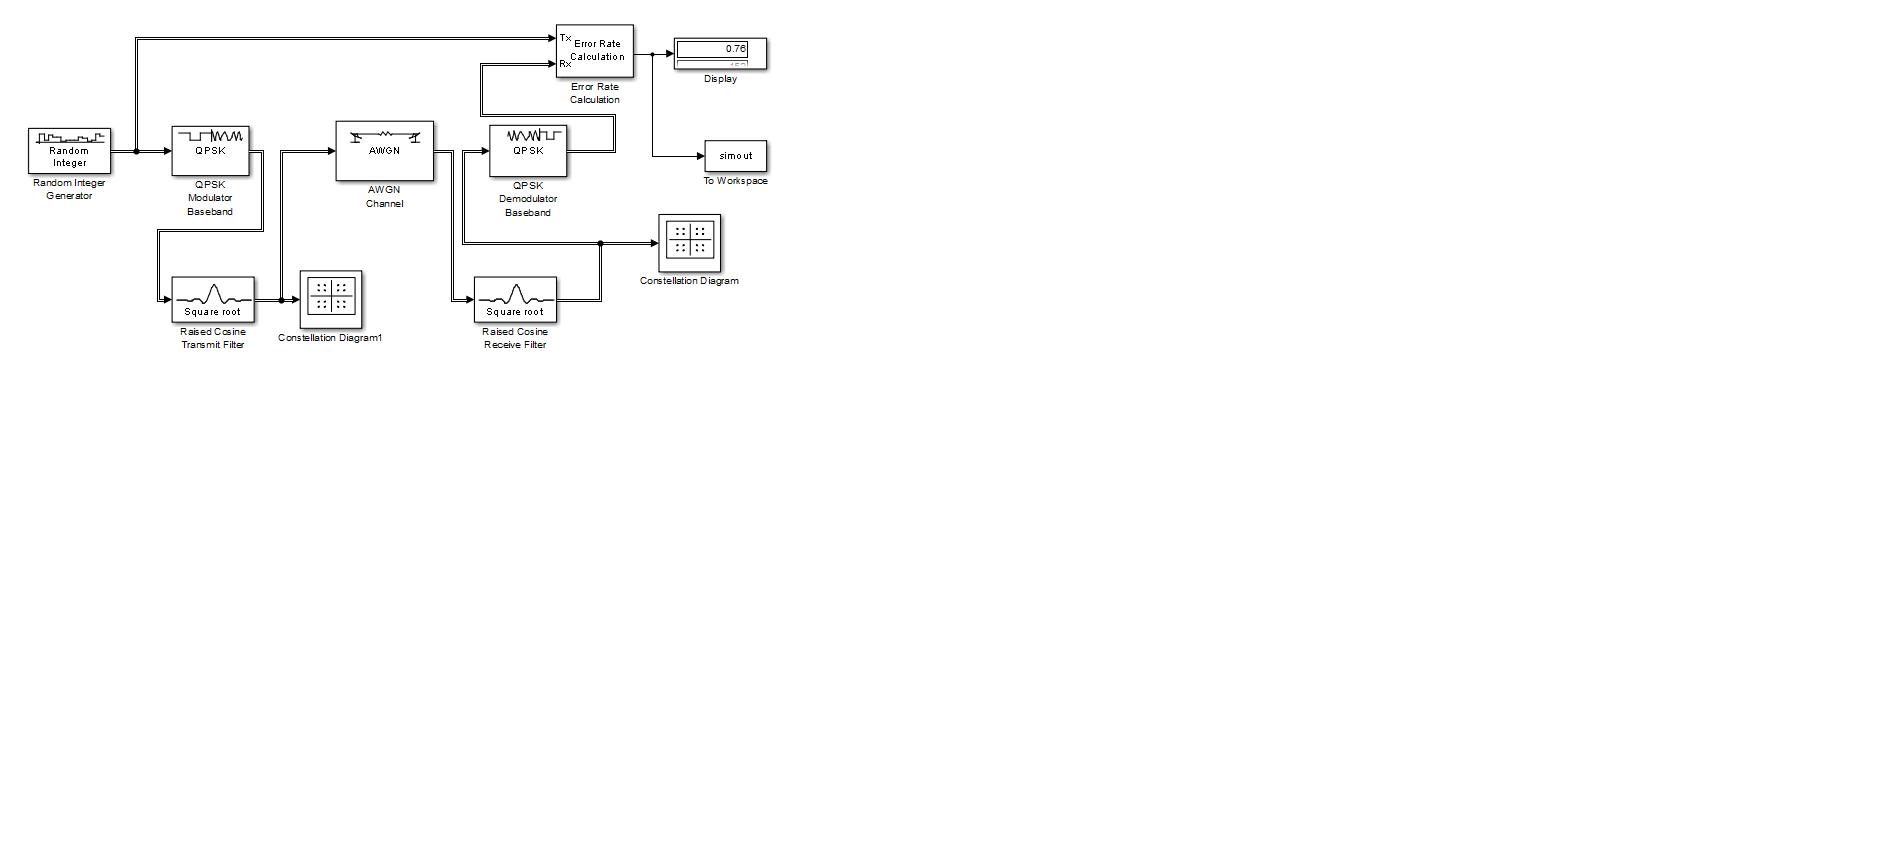 Tx
Error Rate
Calculation
Rx
Error Rate
Calculation
0.76
Display
Random
Integer
Random Integer
Generator
QPSK
QPSK
Modulator
Baseband
AWGN
AWGN
Channel
QPSK
QPSK
Demodulator
Baseband
simout
To Workspace
Constellation Diagram
Square root
Raised Cosine
Transmit Filter
Constellation Diagram1
Square root
Raised Cosine
Receive Filter